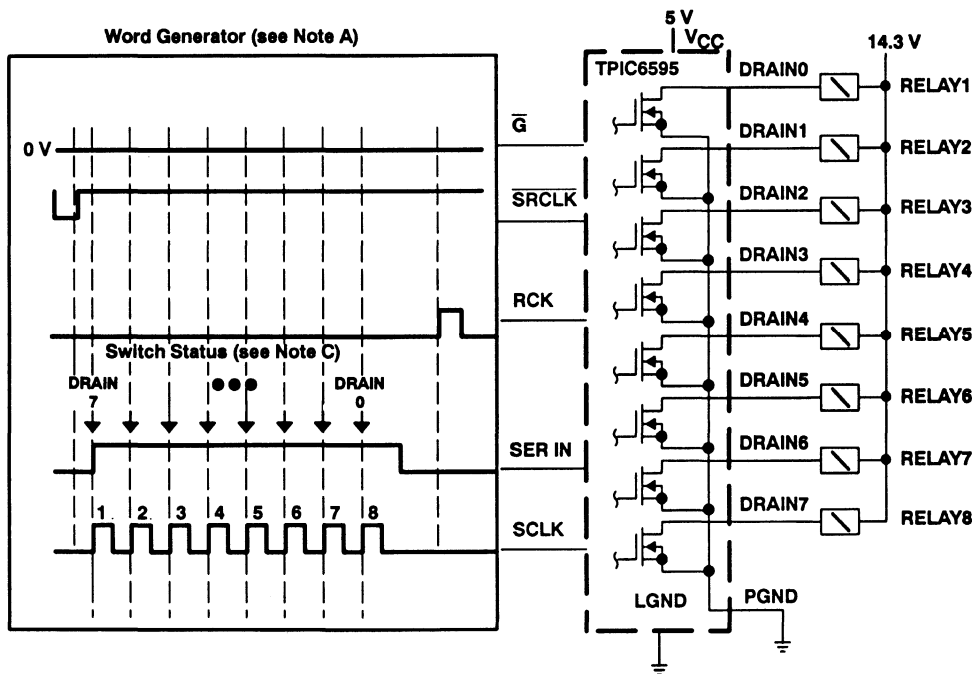 Word Generator (see Note A)
0 V
G
SRCLK
RCK
Switch Status (see Note C)
DRAIN
7
DRAIN
0
SER IN
1 2 3 4 5 6 7 8
SCLK
5 V
VCC
TPIC6595
14.3 V
DRAIN0
RELAY1
DRAIN1
RELAY2
DRAIN2
RELAY3
DRAIN3
RELAY4
DRAIN4
RELAY5
DRAIN5
RELAY6
DRAIN6
RELAY7
DRAIN7
RELAY8
LGND
PGND